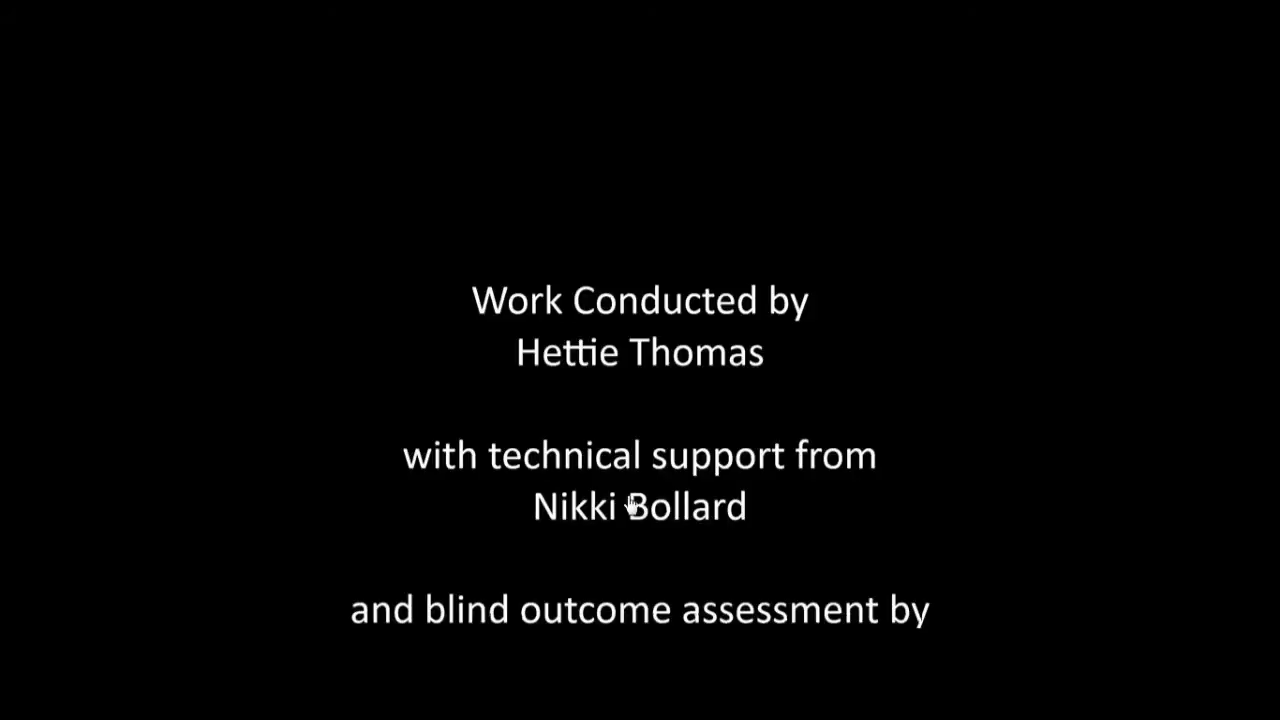 Work Conducted by
Hettie Thomas
with technical support from
Nikki Bollard
and blind outcome assessment by